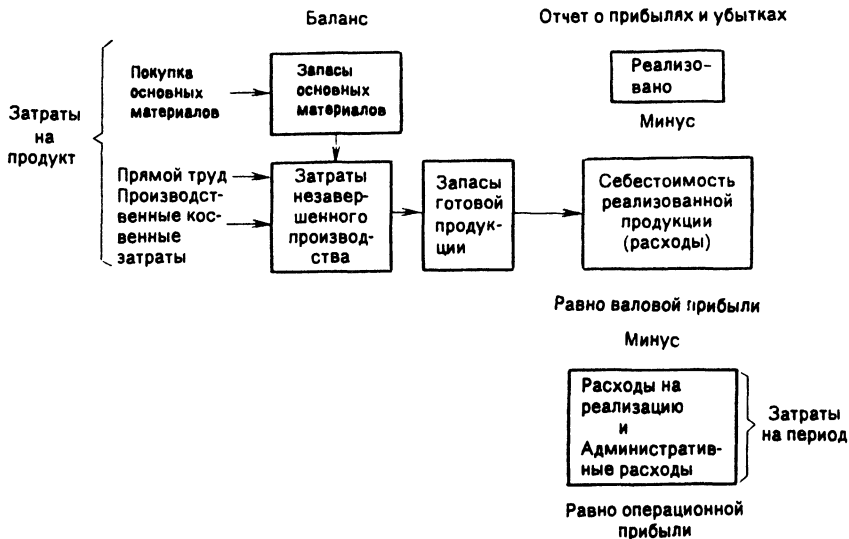 Баланс
Отчет о прибылях и убытках
Затраты
на
продукт
Покупка
основных
материалов
Запасы
основных
материалов
Реализо-
вано
Минус
Прямой труд
Производст-
венные кос-
венные
затраты
Затраты
незавер-
шенного
производ-
ства
Запасы
готовой
продук-
ции
Себестоимость
реализованной
продукции
(расходы)
Равно валовой прибыли
Минус
Расходы на
реализацию
и
Административ-
ные расходы
Затраты
на период
Равно операционной
прибыли